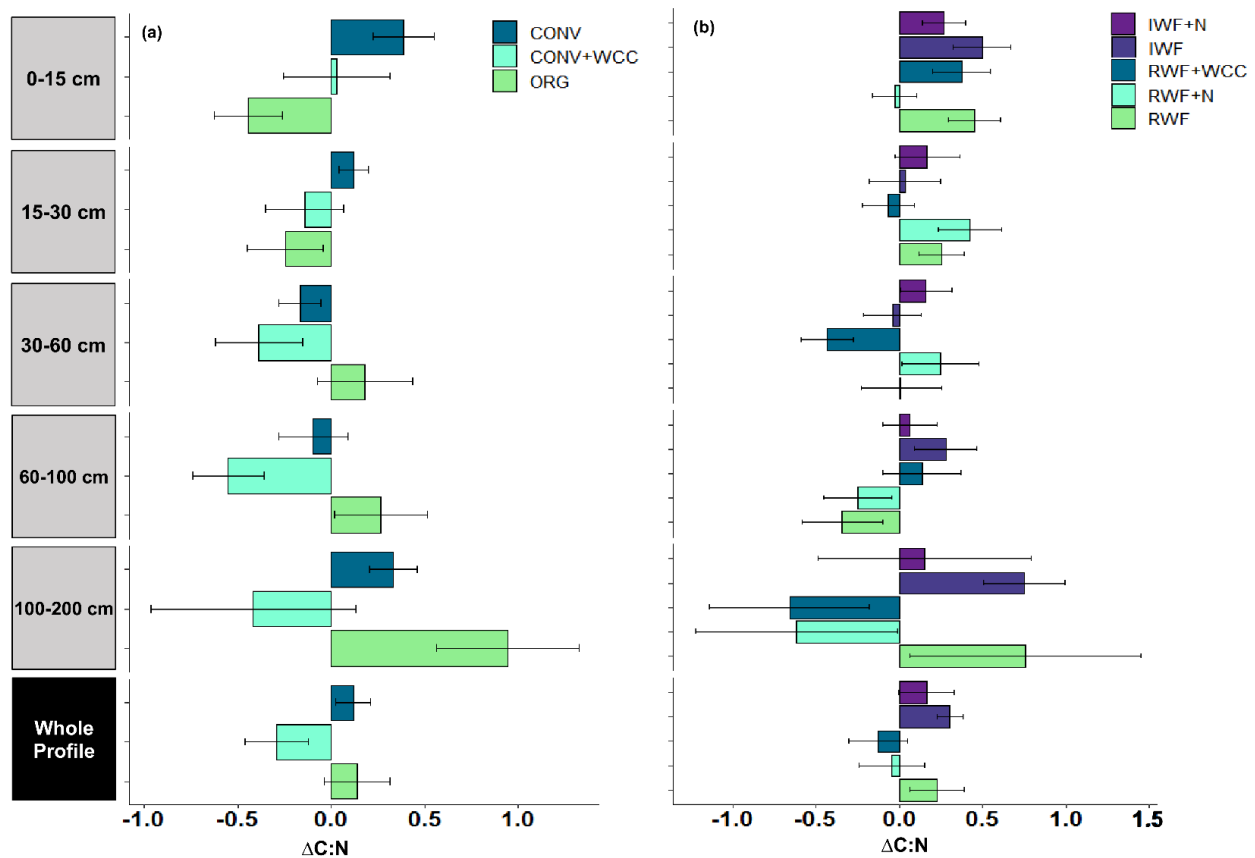 (a)
CONV
CONV+WCC
ORG
(b)
IWF+N
IWF
RWF+WCC
RWF+N
RWF
0-15 cm
15-30 cm
30-60 cm
60-100 cm
100-200 cm
Whole
Profile
-1.0
-0.5
0.0
0.5
1.0
ΔC:N
-1.0
-0.5
0.0
0.5
1.0
1.5
ΔC:N